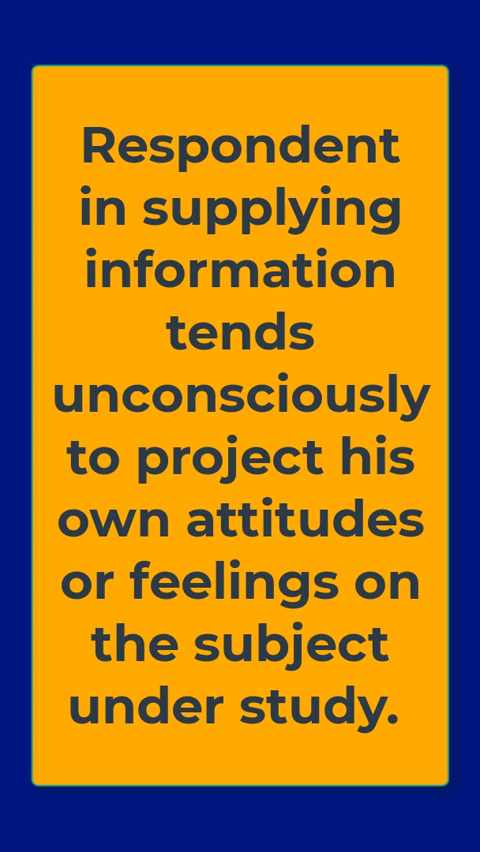 Respondent
in supplying
information
tends
unconsciously
to project his
own attitudes
or feelings on
the subject
under study.